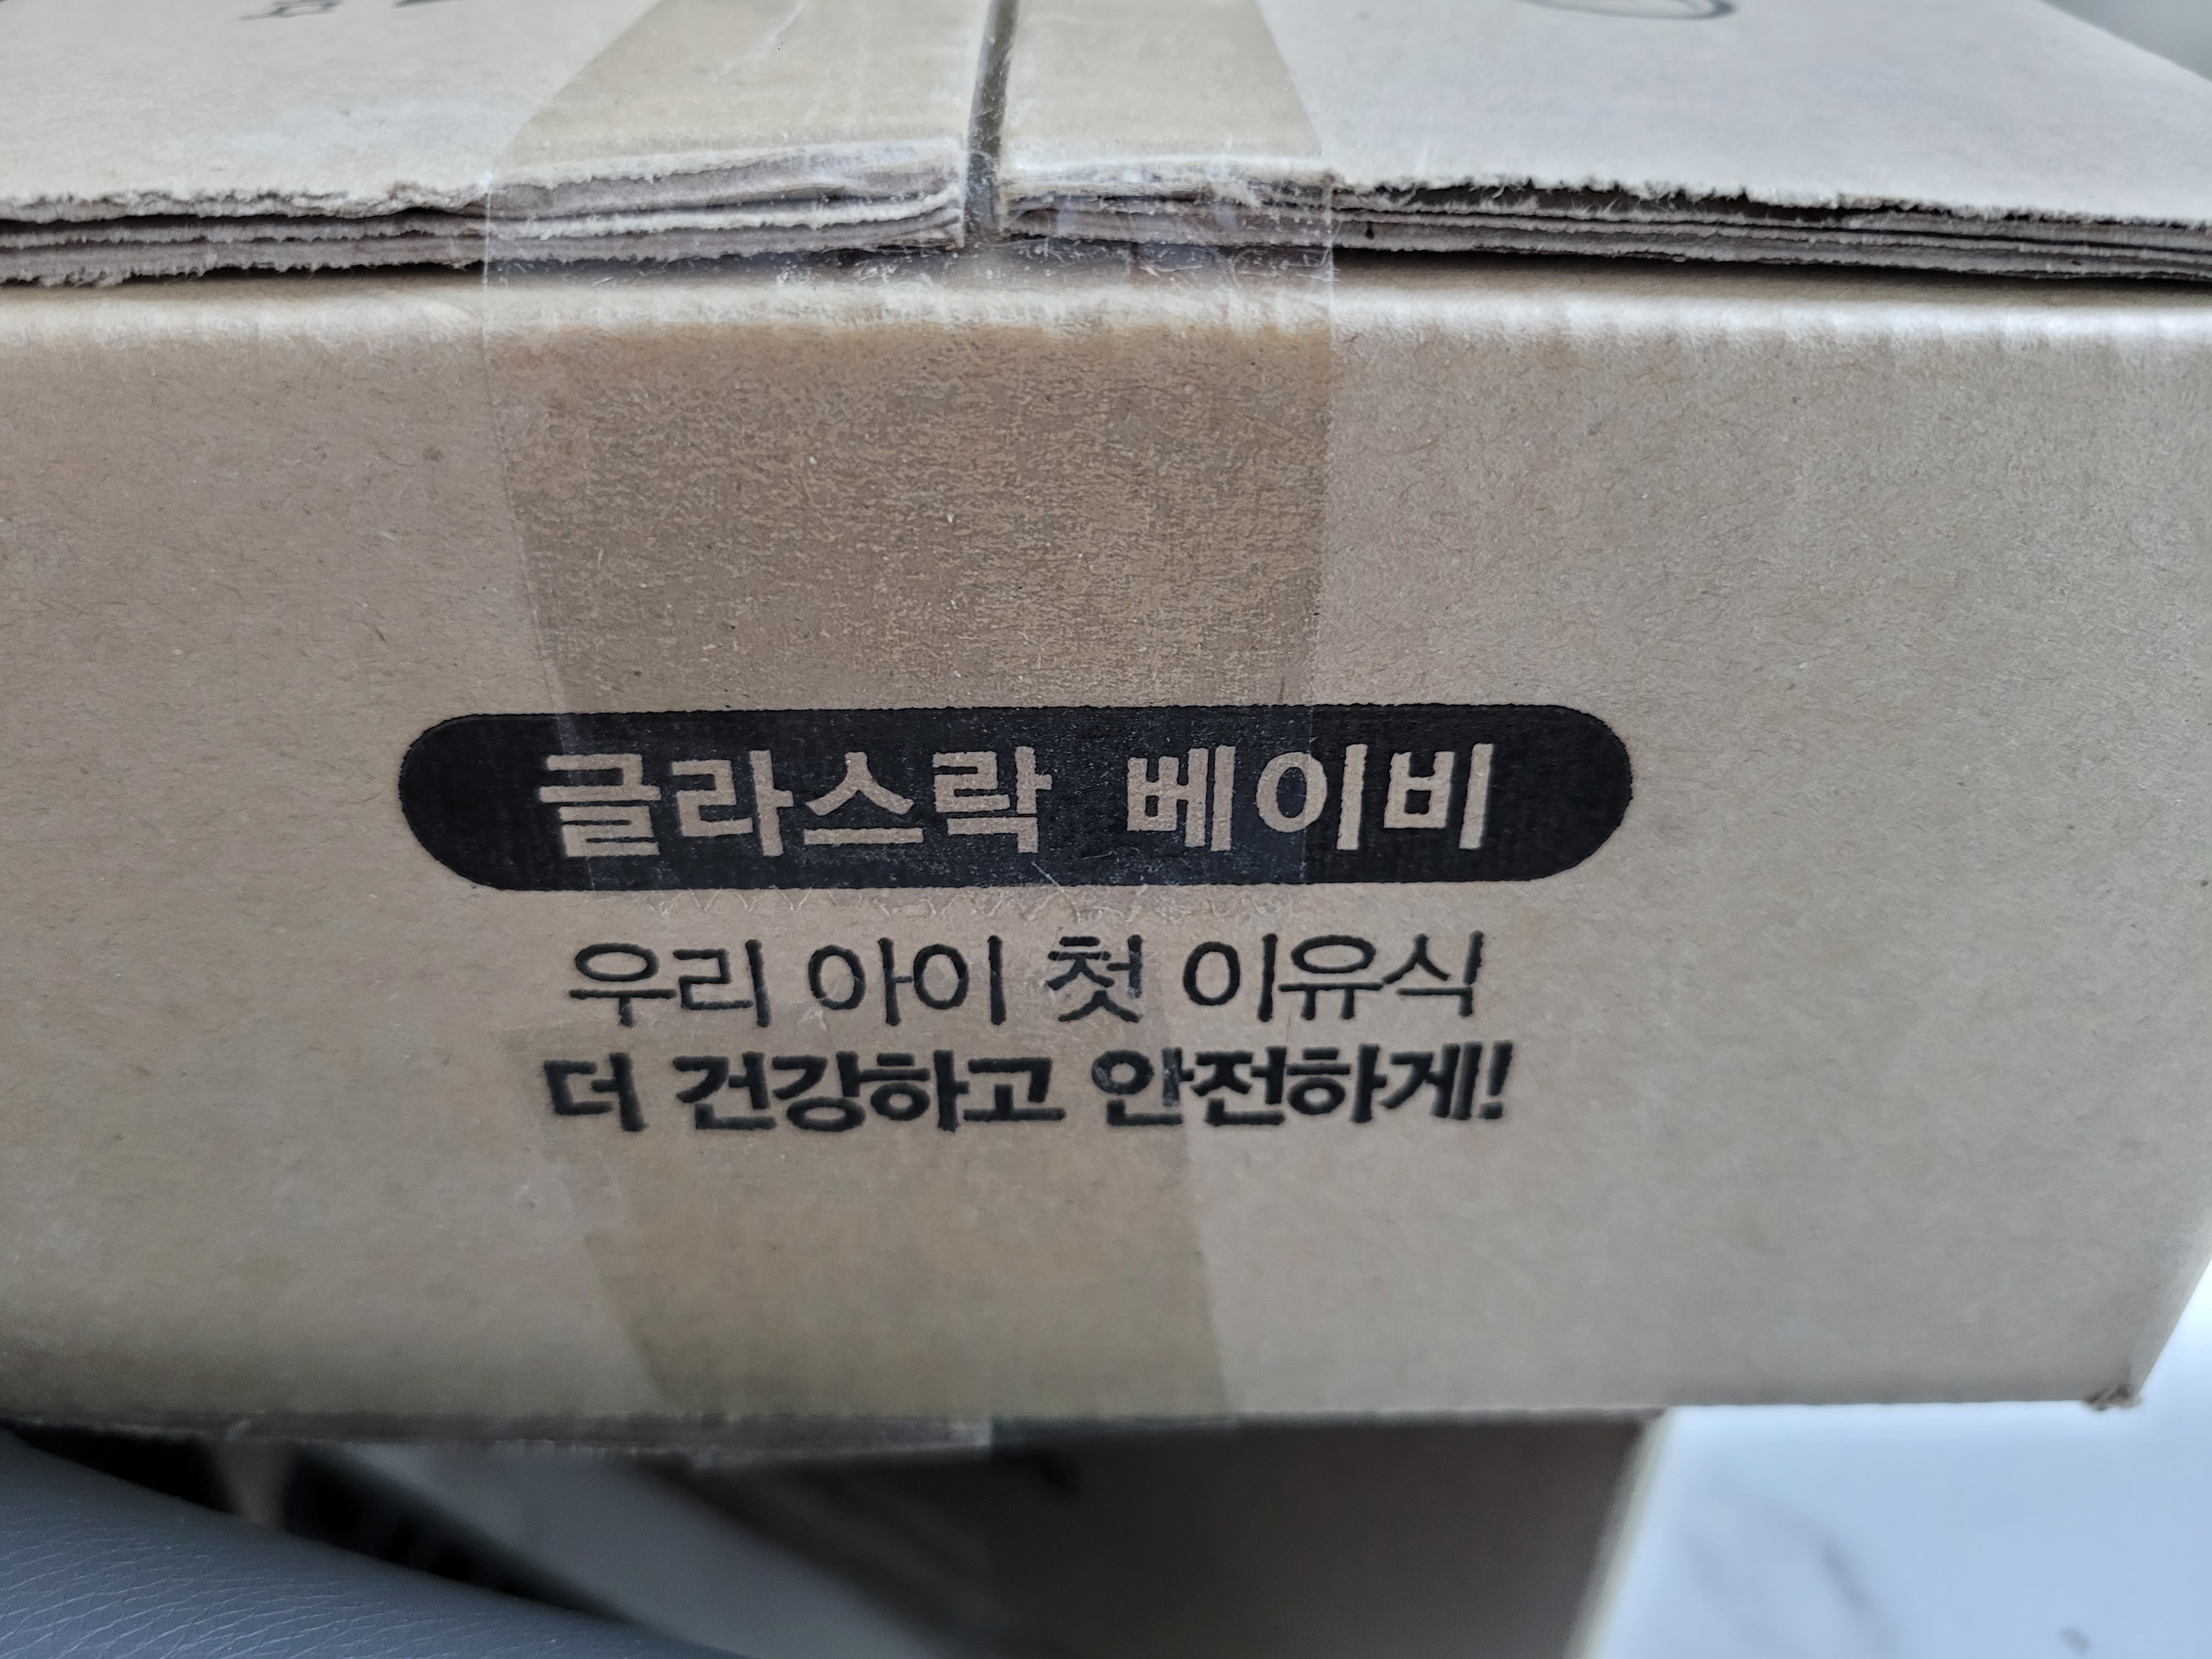 글라스락 베이비
우리 아이 첫 이유식
더 건강하고 안전하게!